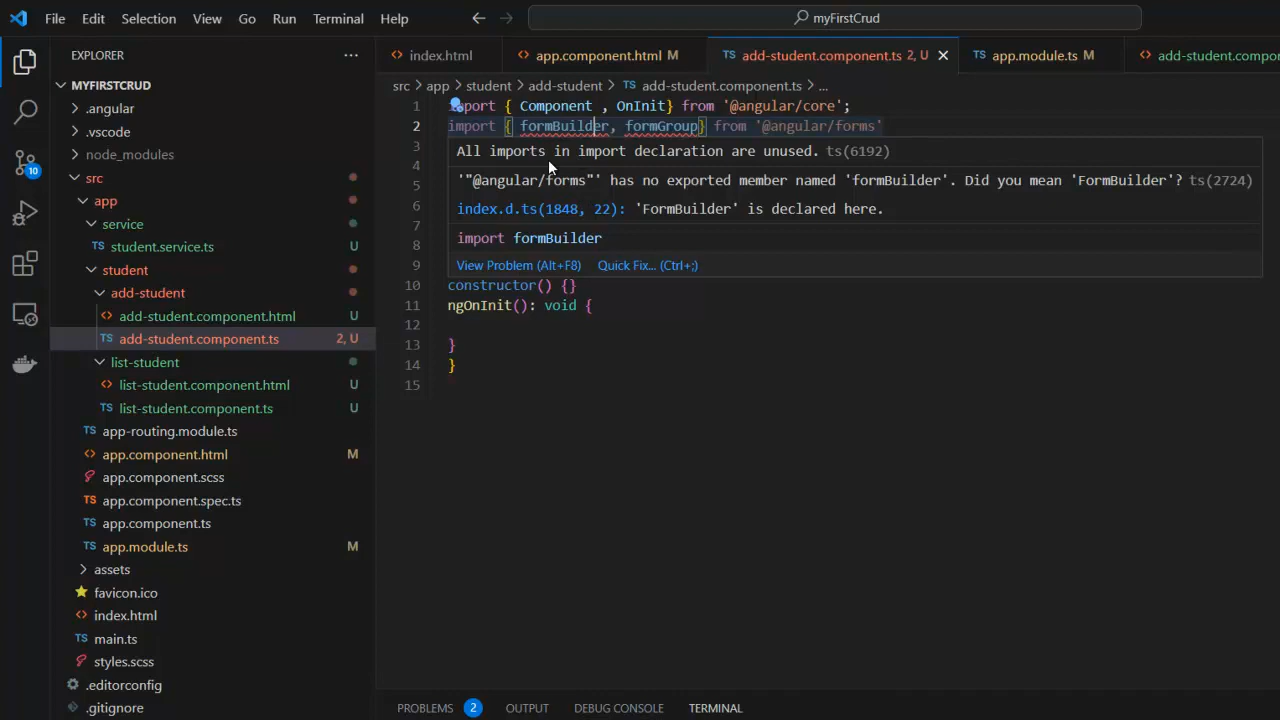 File Edit Selection View Go Run Terminal Help
myFirstCrud
EXPLORER
MYFIRSTCRUD
.angular
.vscode
node_modules
src
app
service
student.service.ts U
student
add-student
add-student.component.html U
add-student.component.ts 2, U
list-student
list-student.component.html U
list-student.component.ts U
app-routing.module.ts
app.component.html M
app.component.scss
app.component.spec.ts
app.component.ts
app.module.ts M
assets
favicon.ico
index.html
main.ts
styles.scss
.editorconfig
.gitignore
10
index.html
app.component.html M
add-student.component.ts 2, U
app.module.ts M
add-student.compor
src > app > student > add-student > TS add-student.component.ts > ...
1 import { Component , OnInit} from '@angular/core';
2 import { formBuilder, formGroup} from '@angular/forms'
3
4
5
6
7
8
9
All imports in import declaration are unused. ts(6192)
'"@angular/forms"' has no exported member named 'formBuilder'. Did you mean 'FormBuilder'? ts(2724)
index.d.ts(1848, 22): 'FormBuilder' is declared here.
import formBuilder
View Problem (Alt+F8) Quick Fix... (Ctrl+;)
10 constructor() {}
11 ngOnInit(): void {
12
13 }
14 }
15
PROBLEMS 2 OUTPUT DEBUG CONSOLE TERMINAL